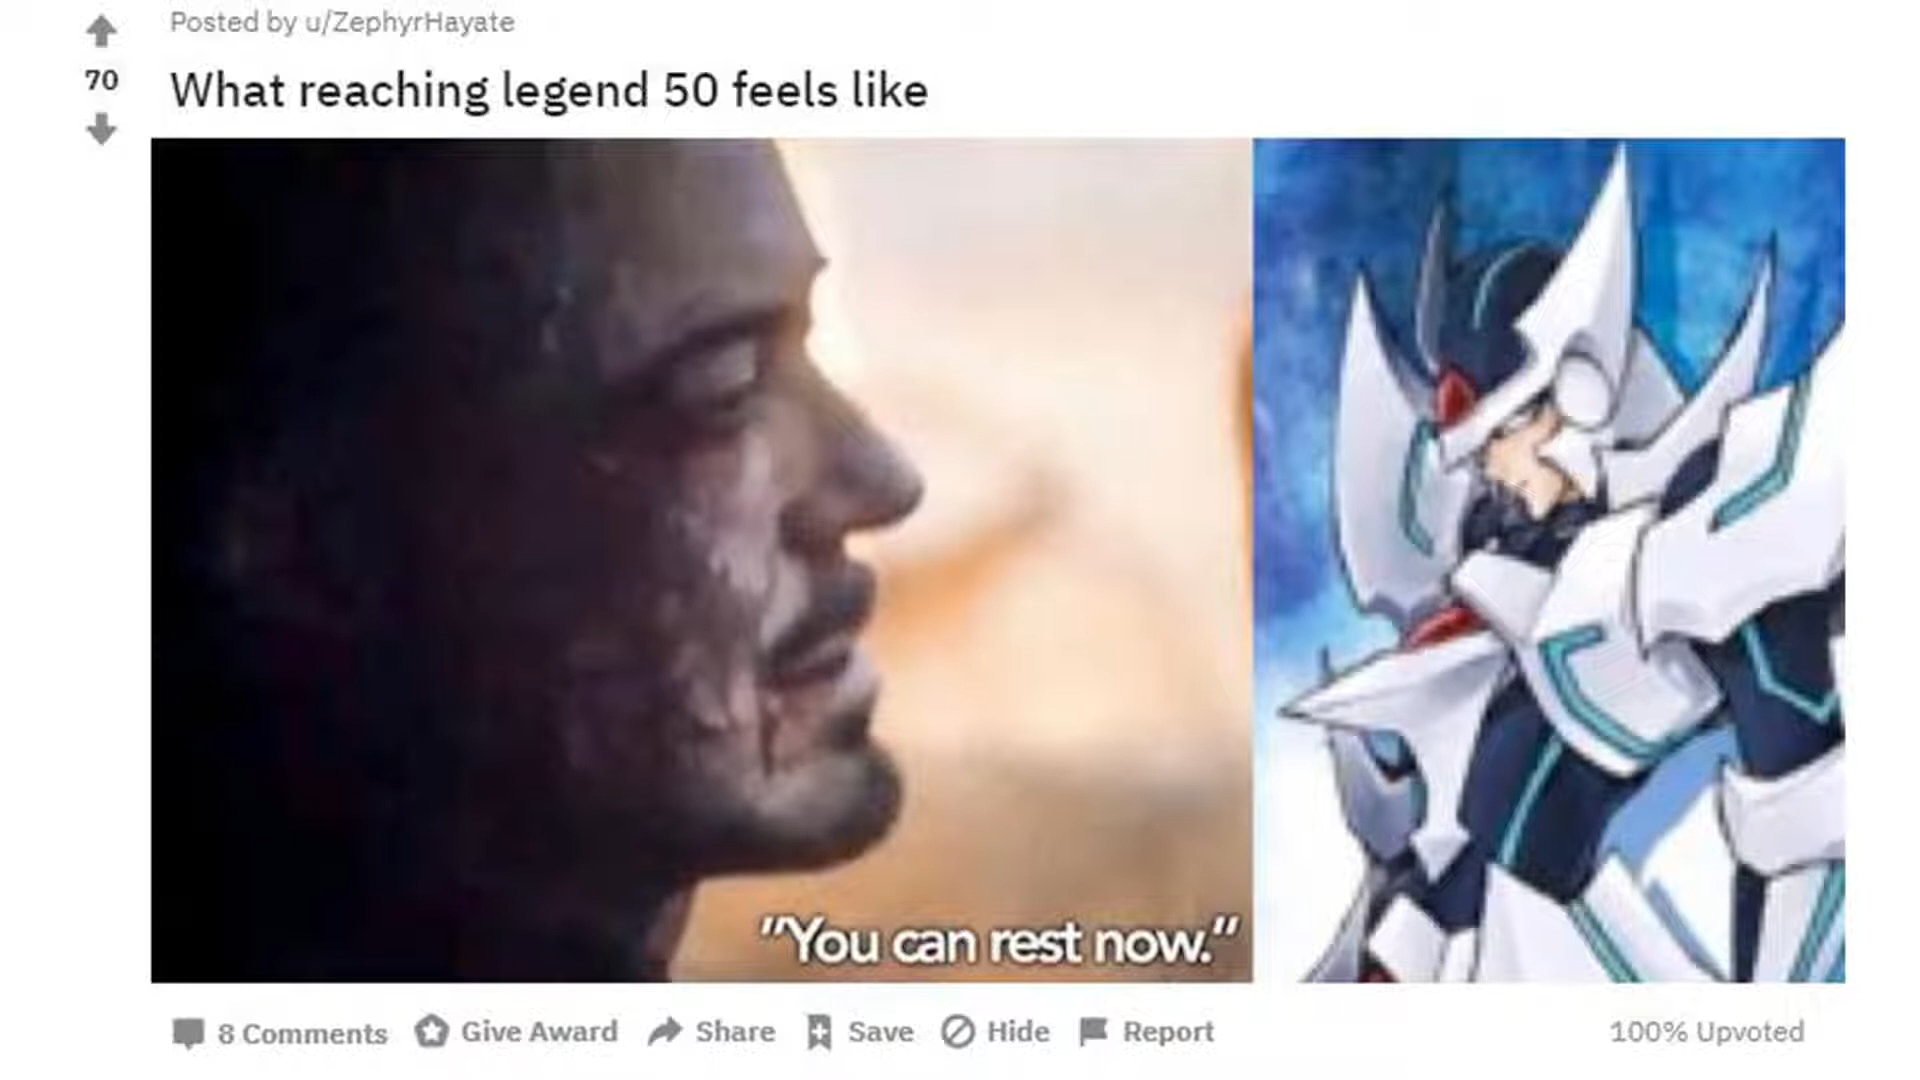 Posted by u/ZephyrHayate
70
What reaching legend 50 feels like
"You can rest now."
8 Comments Give Award Share Save Hide Report 100% Upvoted